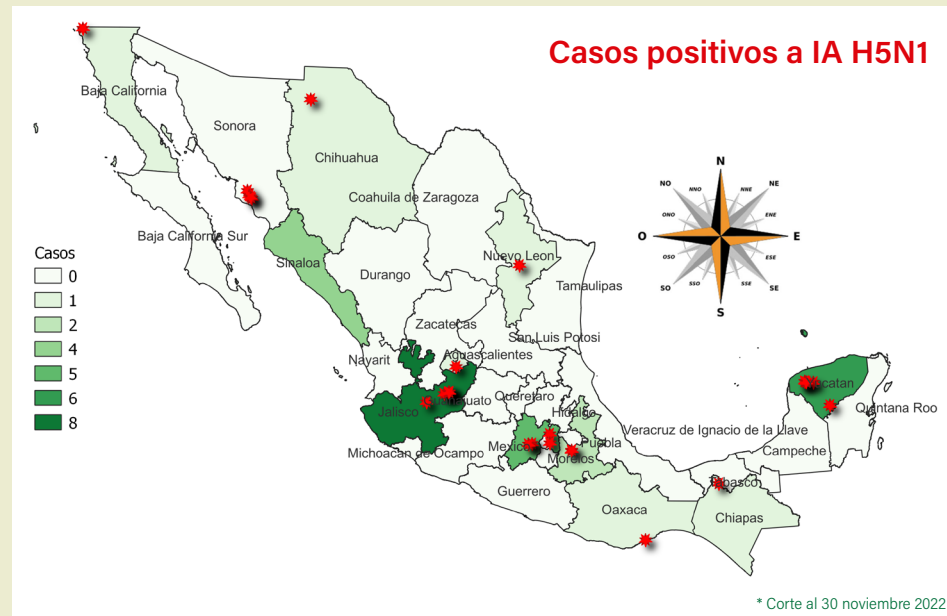 Casos positivos a IA H5N1
Baja California
Sonora
Chihuahua
Coahuila de Zaragoza
Baja California Sur
Sinaloa
Durango
Nuevo Leon
Tamaulipas
Zacatecas
San Luis Potosi
Nayarit
Aguascalientes
Jalisco
Queretaro
Hidalgo
Michoacan de Ocampo
Mexico
Morelos
Puebla
Veracruz de Ignacio de la Llave
Guerrero
Oaxaca
Chiapas
Campeche
Quintana Roo
N
NNE
NE
ENE
E
ESE
SE
SSE
S
SSO
SO
OSO
O
ONO
NO
NNO
Casos
0
1
2
4
5
6
8
* Corte al 30 noviembre 2022